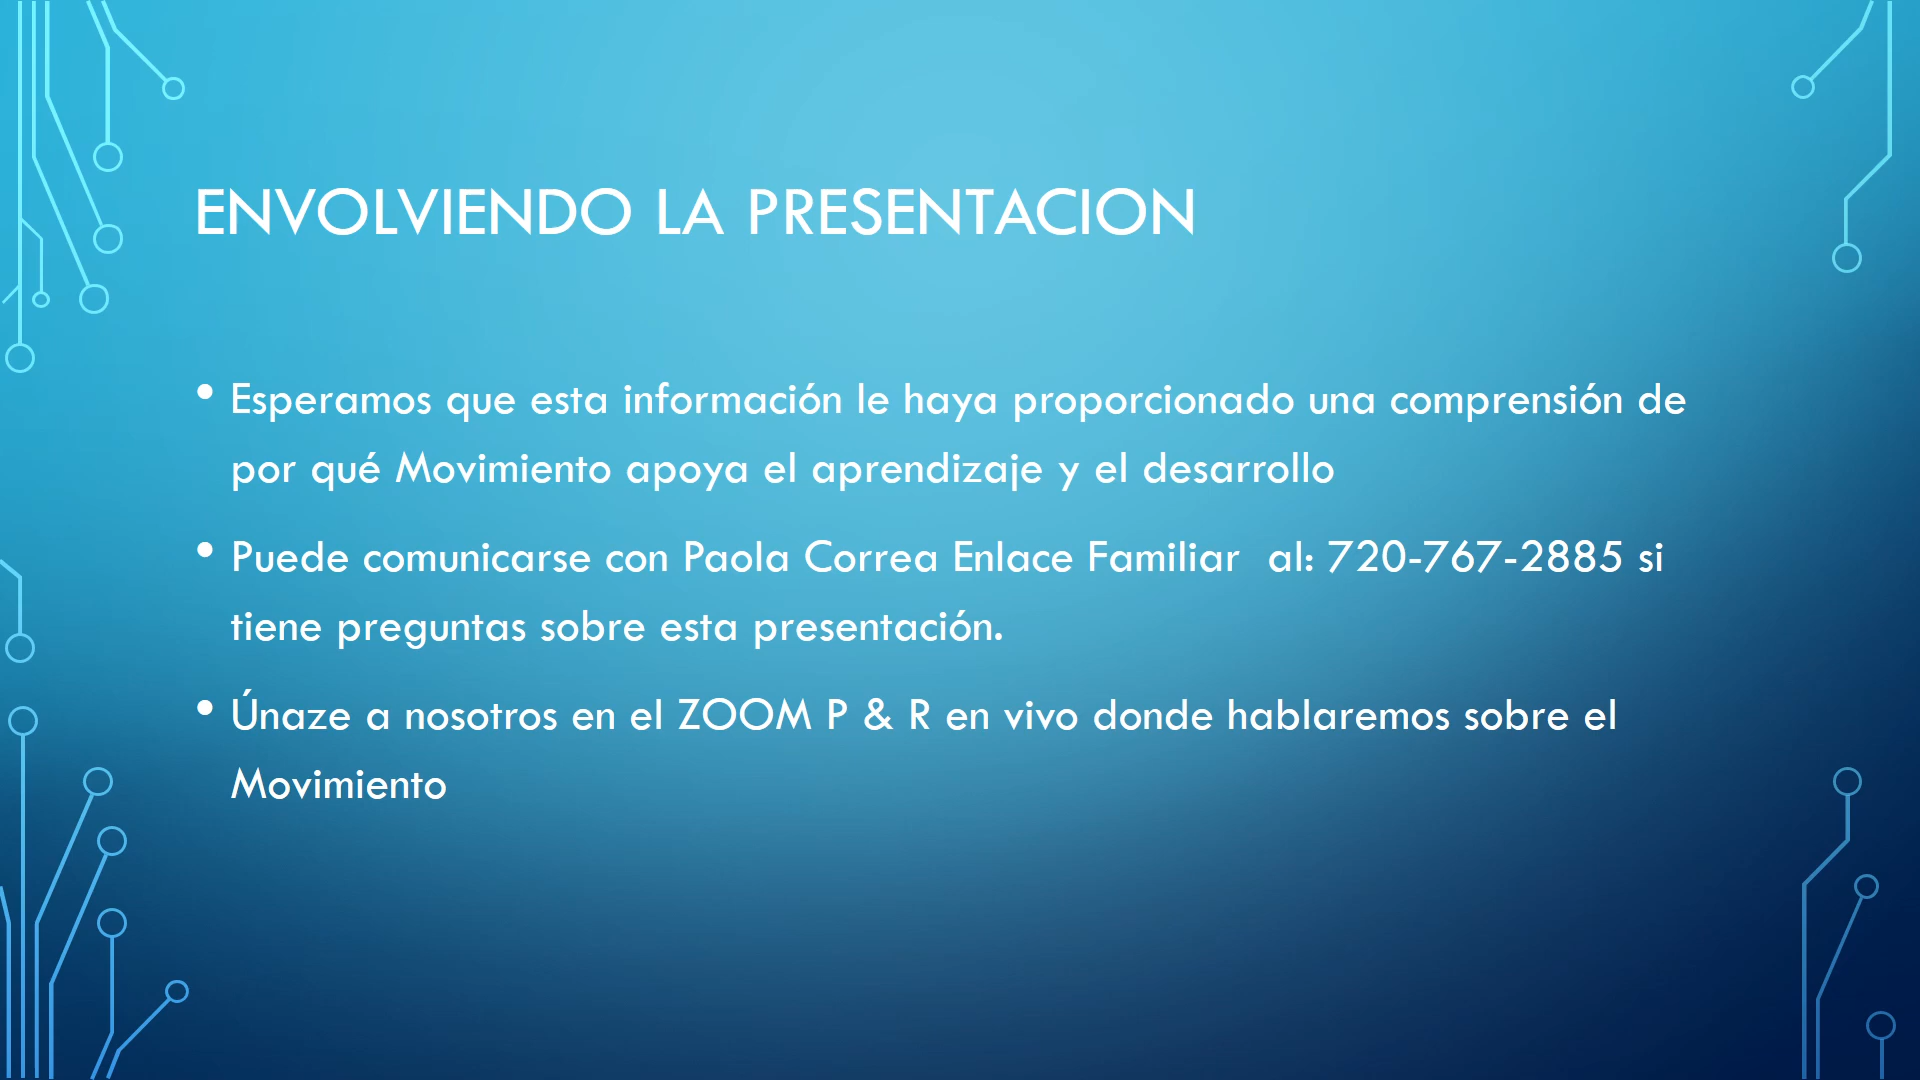 ENVOLVIENDO LA PRESENTACION
• Esperamos que esta información le haya proporcionado una comprensión de
por qué Movimiento apoya el aprendizaje y el desarrollo
• Puede comunicarse con Paola Correa Enlace Familiar  al: 720-767-2885 si
tiene preguntas sobre esta presentación.
• Únaze a nosotros en el ZOOM P & R en vivo donde hablaremos sobre el
Movimiento